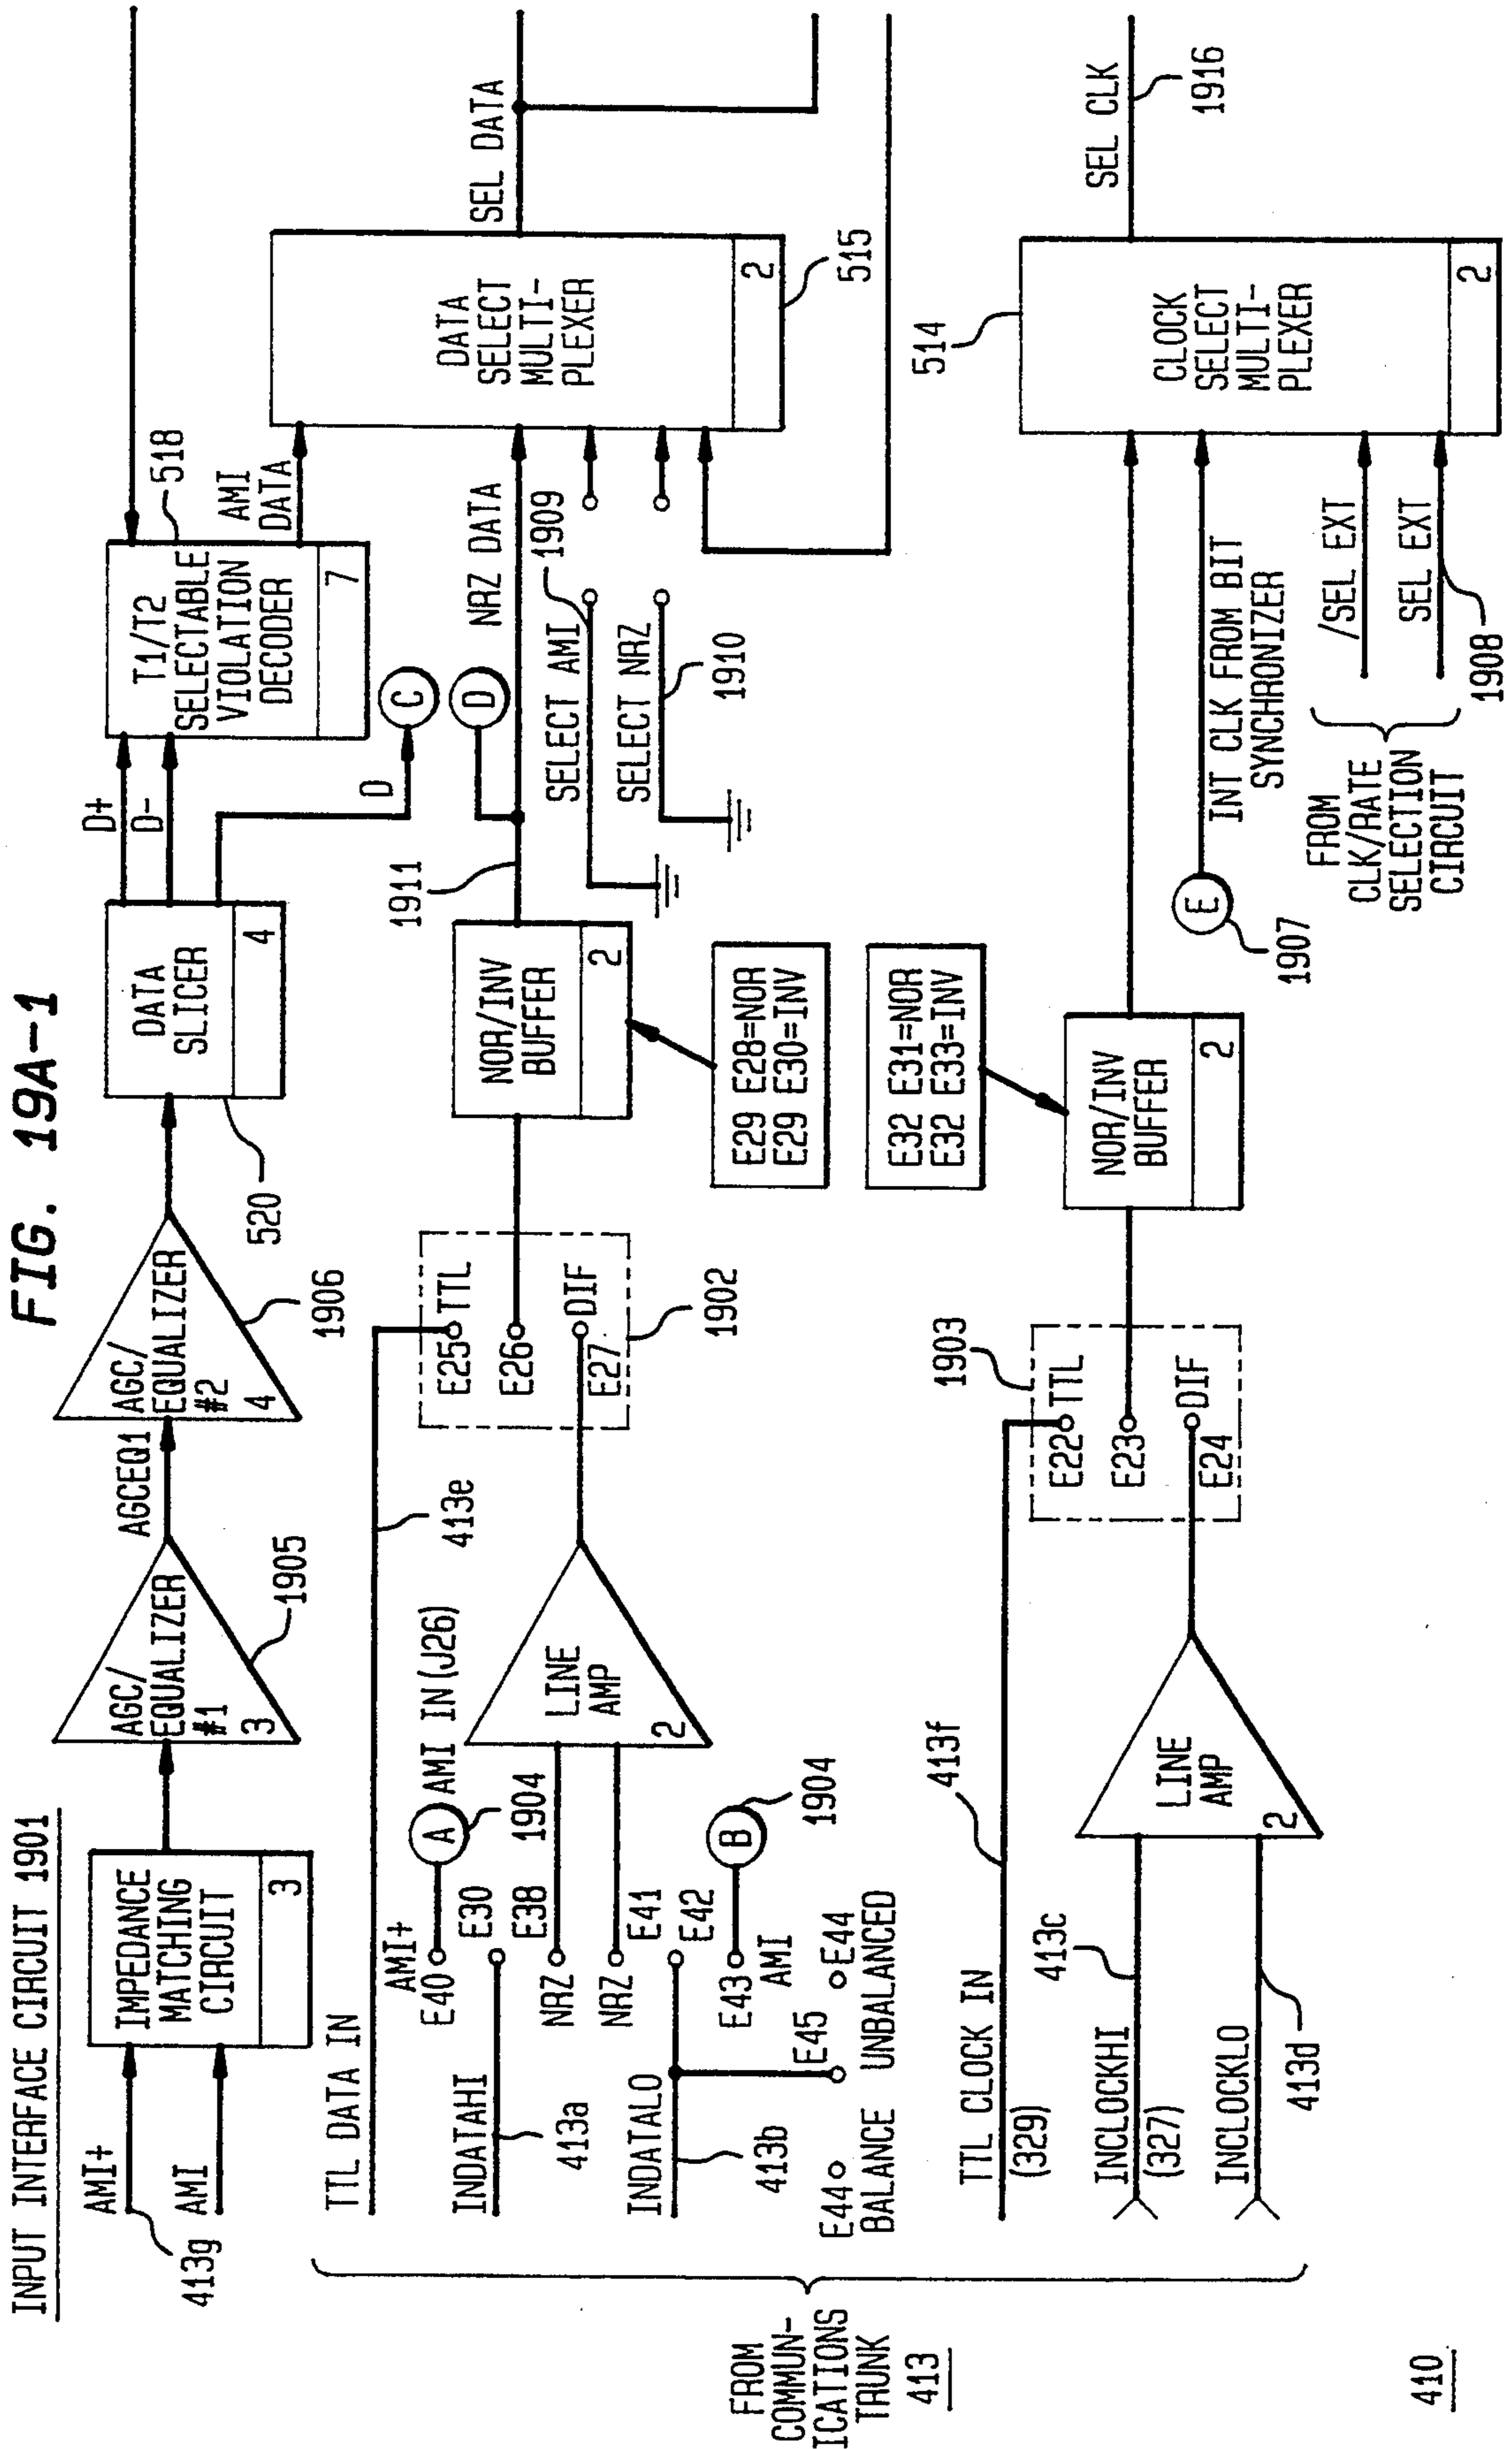 FIG. 19A-1
INPUT INTERFACE CIRCUIT 1901
AMI+
413g
AMI
IMPEDANCE
MATCHING
CIRCUIT
3
AGC/
EQUALIZER
#1
3
1905
AGCEQ1
AGC/
EQUALIZER
#2
4
1906
520
DATA
SLICER
4
D+
D-
D
C
T1/T2
SELECTABLE
VIOLATION
DECODER
7
518
AMI
DATA
TTL DATA IN
413e
AMI+
E40
A
AMI IN(J26)
1904
INDATAHI
413a
E30
E38
NRZ
NRZ
E41
E42
INDATALO
413b
E43
AMI
B
1904
E45
E44
E44
BALANCE
UNBALANCED
LINE
AMP
2
E25
TTL
E26
E27
DIF
1902
NOR/INV
BUFFER
2
E29 E28=NOR
E29 E30=INV
1911
D
NRZ DATA
SELECT AMI
1909
SELECT NRZ
1910
DATA
SELECT
MULTI-
PLEXER
2
515
SEL DATA
FROM
COMMUN-
ICATIONS
TRUNK
413
TTL CLOCK IN
(329)
413f
INCLOCKHI
(327)
413c
INCLOCKLO
413d
LINE
AMP
2
1903
E22
TTL
E23
E24
DIF
E32 E31=NOR
E32 E33=INV
NOR/INV
BUFFER
2
E
1907
INT CLK FROM BIT
SYNCHRONIZER
FROM
CLK/RATE
SELECTION
CIRCUIT
/SEL EXT
SEL EXT
1908
514
CLOCK
SELECT
MULTI-
PLEXER
2
SEL CLK
1916
410